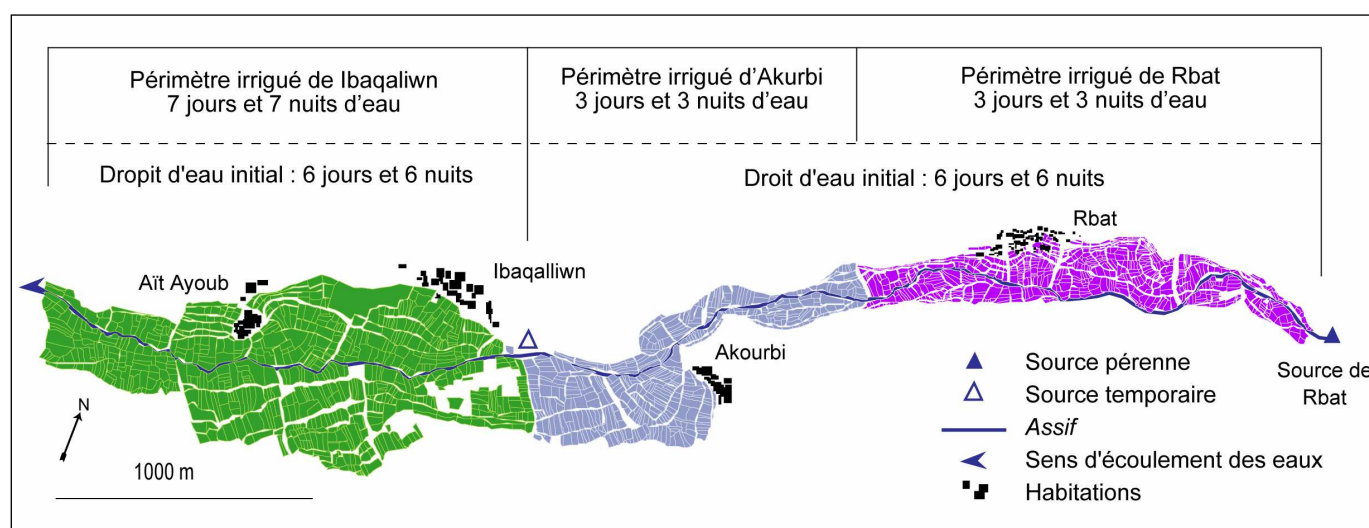 Périmètre irrigué de Ibaqaliwn
7 jours et 7 nuits d'eau
Périmètre irrigué d'Akurbi
3 jours et 3 nuits d'eau
Périmètre irrigué de Rbat
3 jours et 3 nuits d'eau
Dropit d'eau initial : 6 jours et 6 nuits
Droit d'eau initial : 6 jours et 6 nuits
Rbat
Ibaqalliwn
Aït Ayoub
Akourbi
Source de
Rbat
N
1000 m
Source pérenne
Source temporaire
Assif
Sens d'écoulement des eaux
Habitations